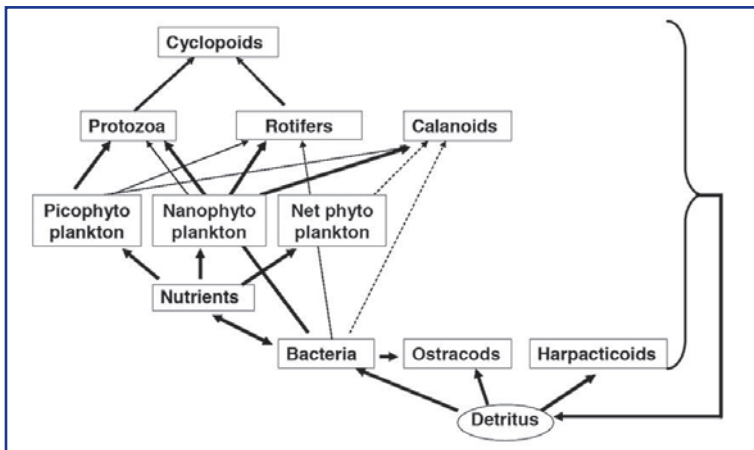 Cyclopoids
Protozoa
Rotifers
Calanoids
Picophyto
plankton
Nanophyto
plankton
Net phyto
plankton
Nutrients
Bacteria
Ostracods
Harpacticoids
Detritus